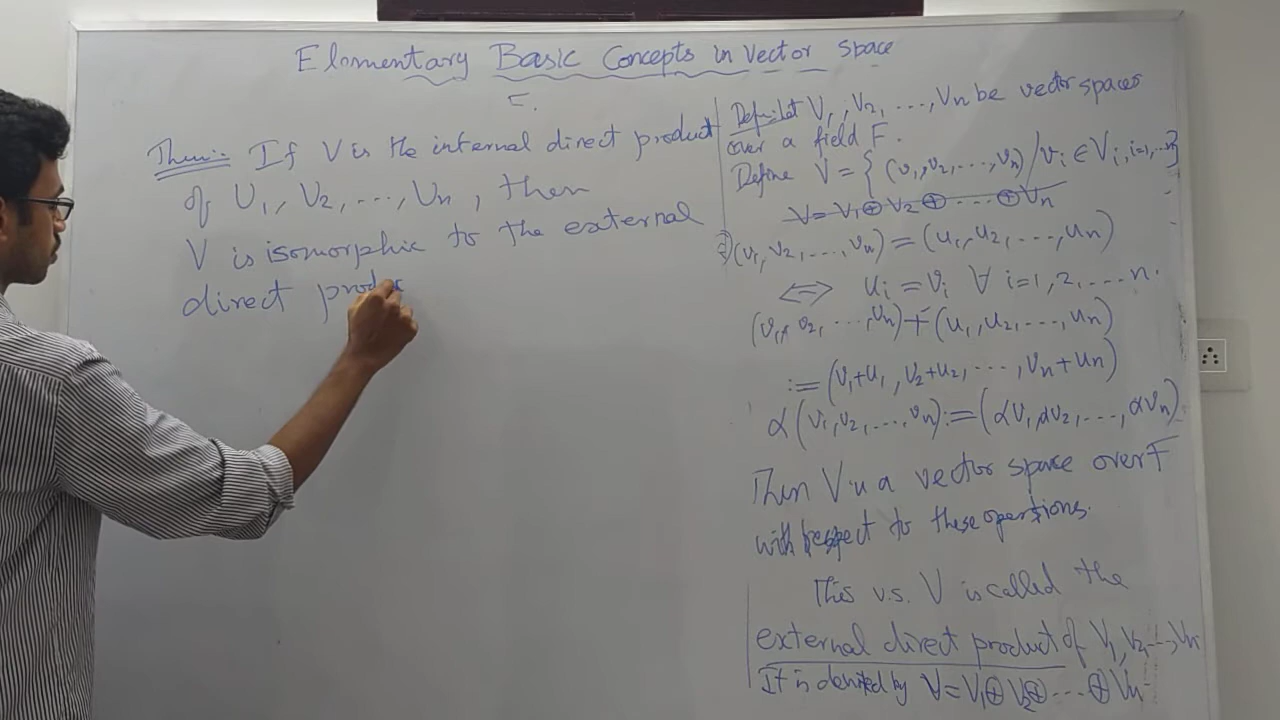 Elementary Basic Concepts in Vector space
Thm:- If V is the internal direct product
of U₁, U₂, ..., Uₙ, then
V is isomorphic to the external
direct produc
Defn:- Let V₁, V₂, ..., Vn be vector spaces
over a field F.
Define V = { (v₁, v₂, ..., vn) / vi ∈ Vi, i=1,...n}
V = V₁ ⊕ V₂ ⊕ ... ⊕ Vn
(v₁, v₂, ..., vn) = (u₁, u₂, ..., un)
⇔ ui = vi ∀ i=1,2,....n.
(v₁, v₂, ..., vn) + (u₁, u₂, ..., un)
:= (v₁+u₁, v₂+u₂, ..., vn+un)
α(v₁, v₂, ..., vn) := (αv₁, αv₂, ..., αvn)
Then V is a vector space over F
with respect to these operations.
This v.s. V is called the
external direct product of V₁, V₂, ..., Vn
It is denoted by V = V₁ ⊕ V₂ ⊕ ... ⊕ Vn